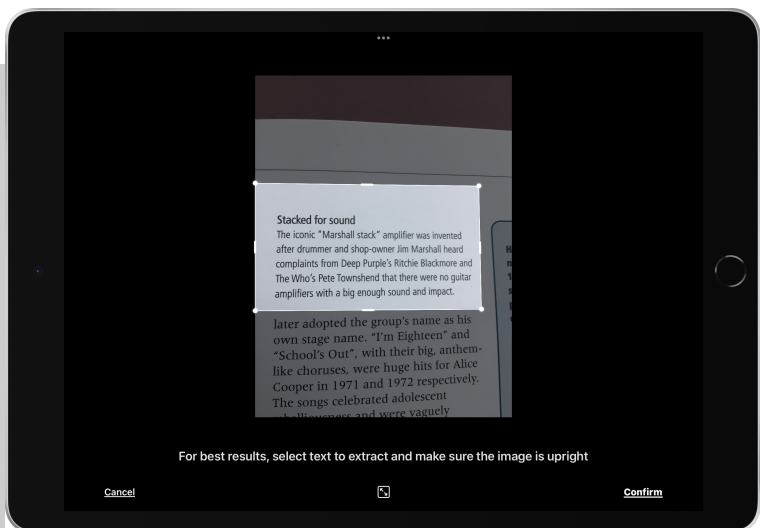 Stacked for sound
The iconic "Marshall stack" amplifier was invented
after drummer and shop-owner Jim Marshall heard
complaints from Deep Purple's Ritchie Blackmore and
The Who's Pete Townshend that there were no guitar
amplifiers with a big enough sound and impact.
later adopted the group's name as his
own stage name. "I'm Eighteen" and
"School's Out", with their big, anthem-
like choruses, were huge hits for Alice
Cooper in 1971 and 1972 respectively.
The songs celebrated adolescent
and were vaguely
For best results, select text to extract and make sure the image is upright
Cancel
Confirm